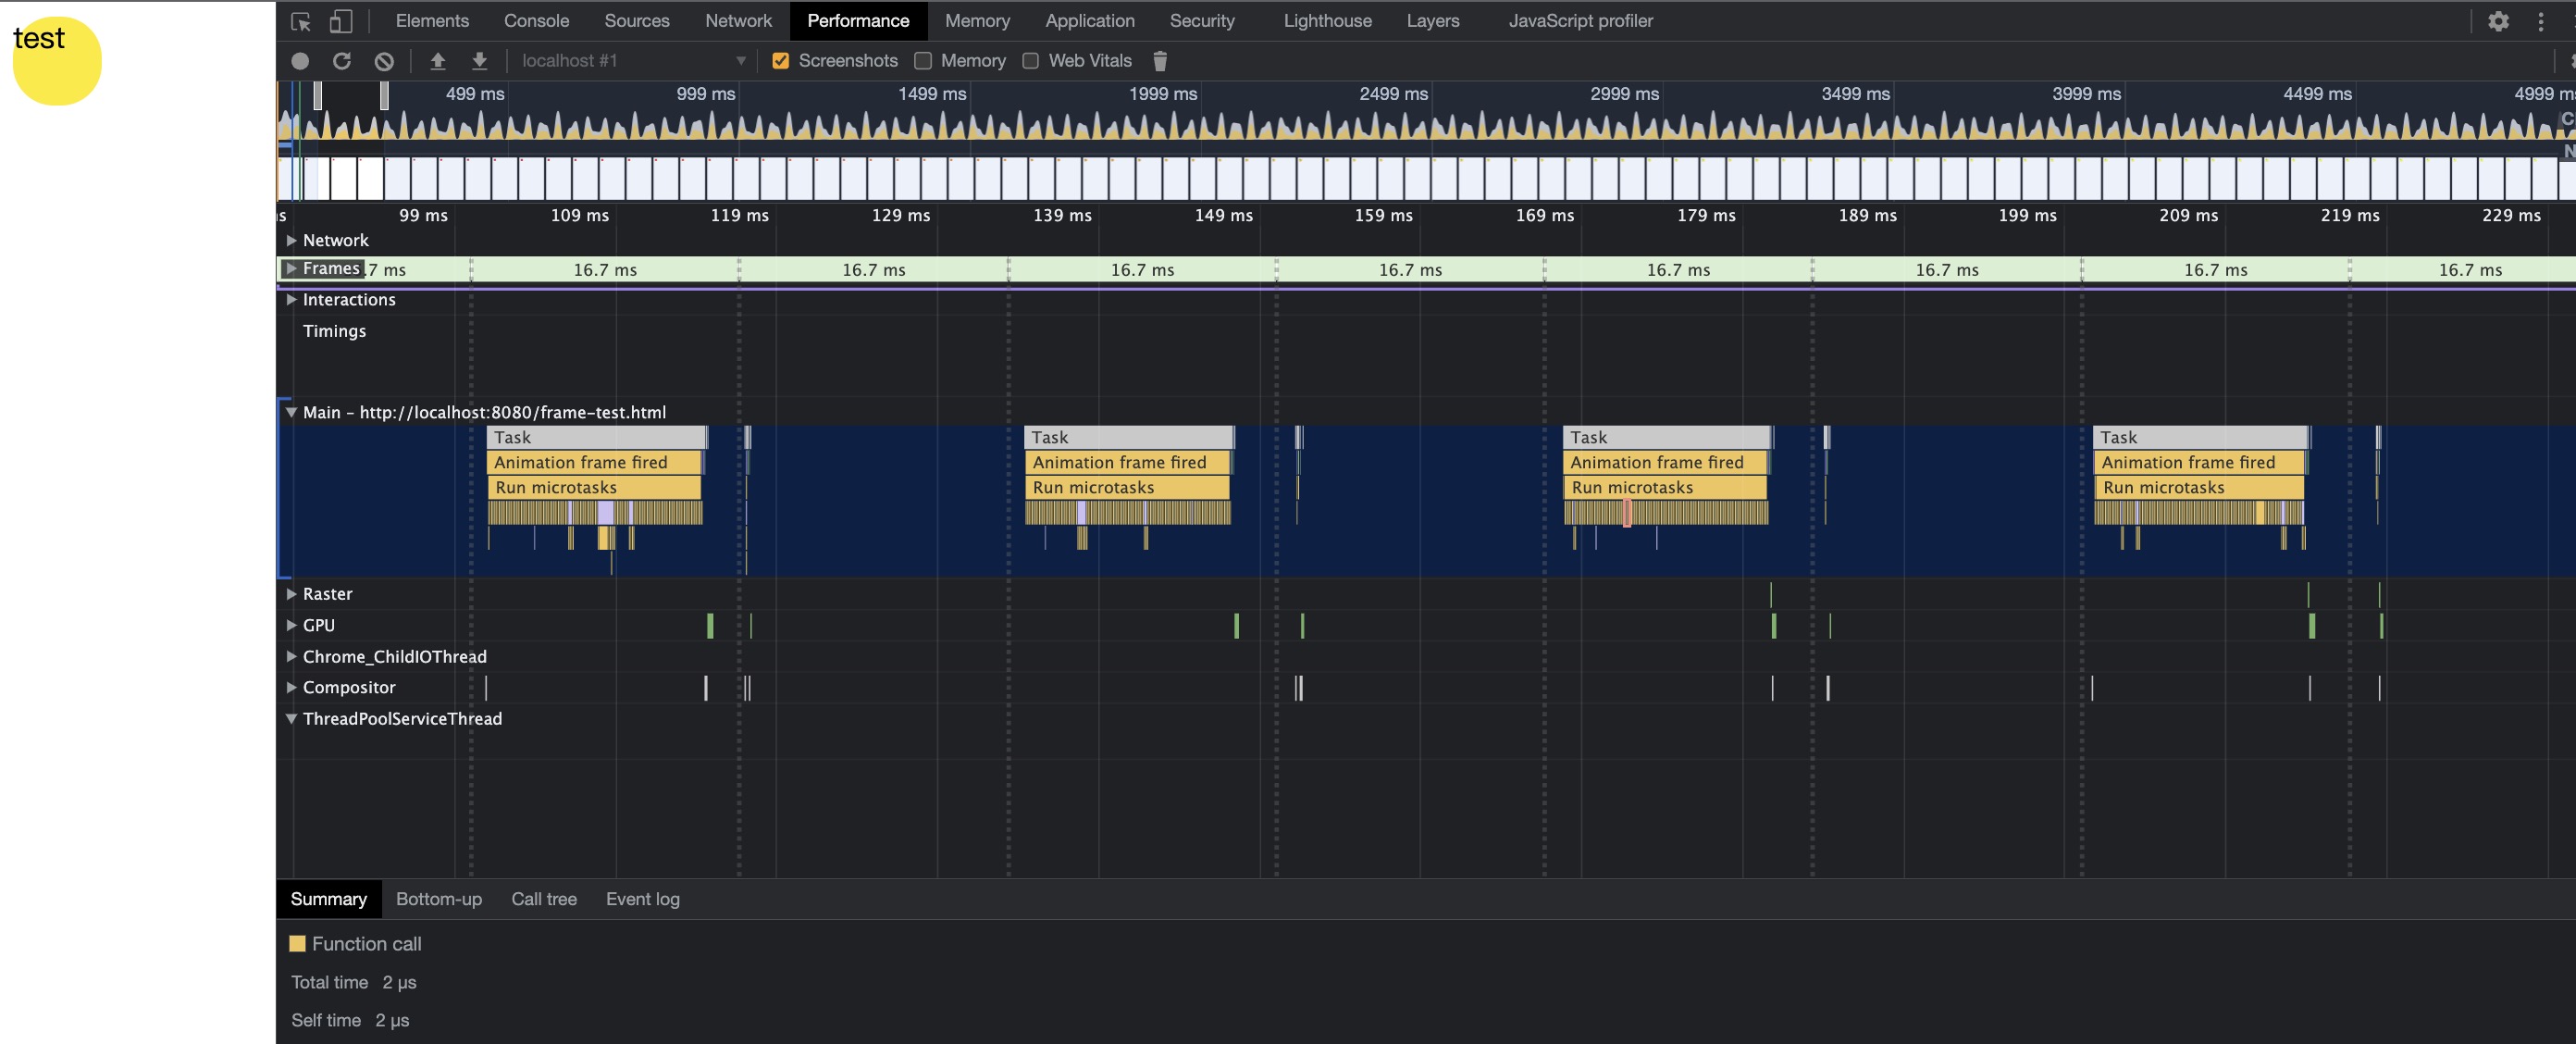 test
Elements Console Sources Network Performance Memory Application Security Lighthouse Layers JavaScript profiler
localhost #1 Screenshots Memory Web Vitals
499 ms 999 ms 1499 ms 1999 ms 2499 ms 2999 ms 3499 ms 3999 ms 4499 ms 4999 m
C
N
s 99 ms 109 ms 119 ms 129 ms 139 ms 149 ms 159 ms 169 ms 179 ms 189 ms 199 ms 209 ms 219 ms 229 ms
Network
Frames .7 ms 16.7 ms 16.7 ms 16.7 ms 16.7 ms 16.7 ms 16.7 ms 16.7 ms 16.7 ms
Interactions
Timings
Main – http://localhost:8080/frame-test.html
Task Task Task Task
Animation frame fired Animation frame fired Animation frame fired Animation frame fired
Run microtasks Run microtasks Run microtasks Run microtasks
Raster
GPU
Chrome_ChildIOThread
Compositor
ThreadPoolServiceThread
Summary Bottom-up Call tree Event log
Function call
Total time 2 μs
Self time 2 μs